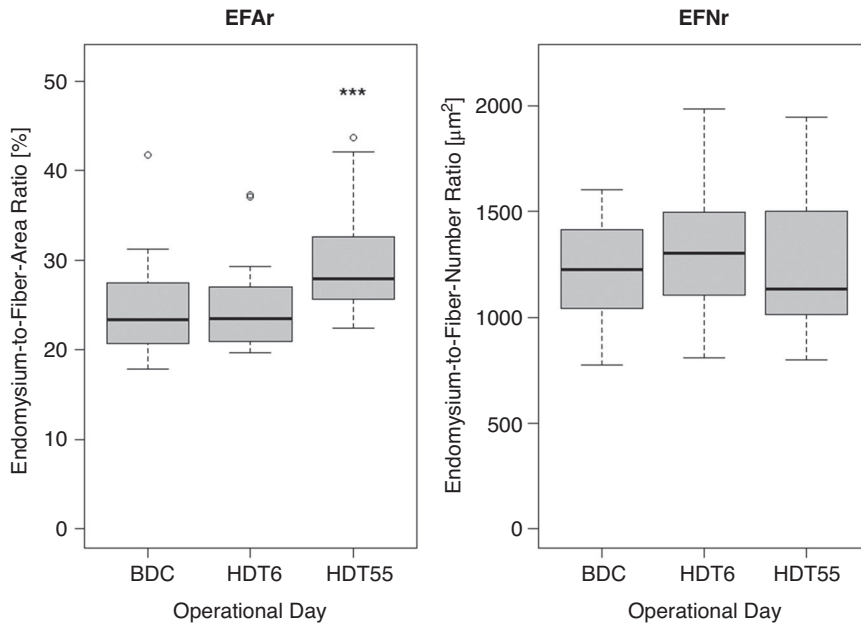 EFAr
Endomysium-to-Fiber-Area Ratio [%]
50
40
30
20
10
0
***
BDC HDT6 HDT55
Operational Day
EFNr
Endomysium-to-Fiber-Number Ratio [μm²]
2000
1500
1000
500
0
BDC HDT6 HDT55
Operational Day